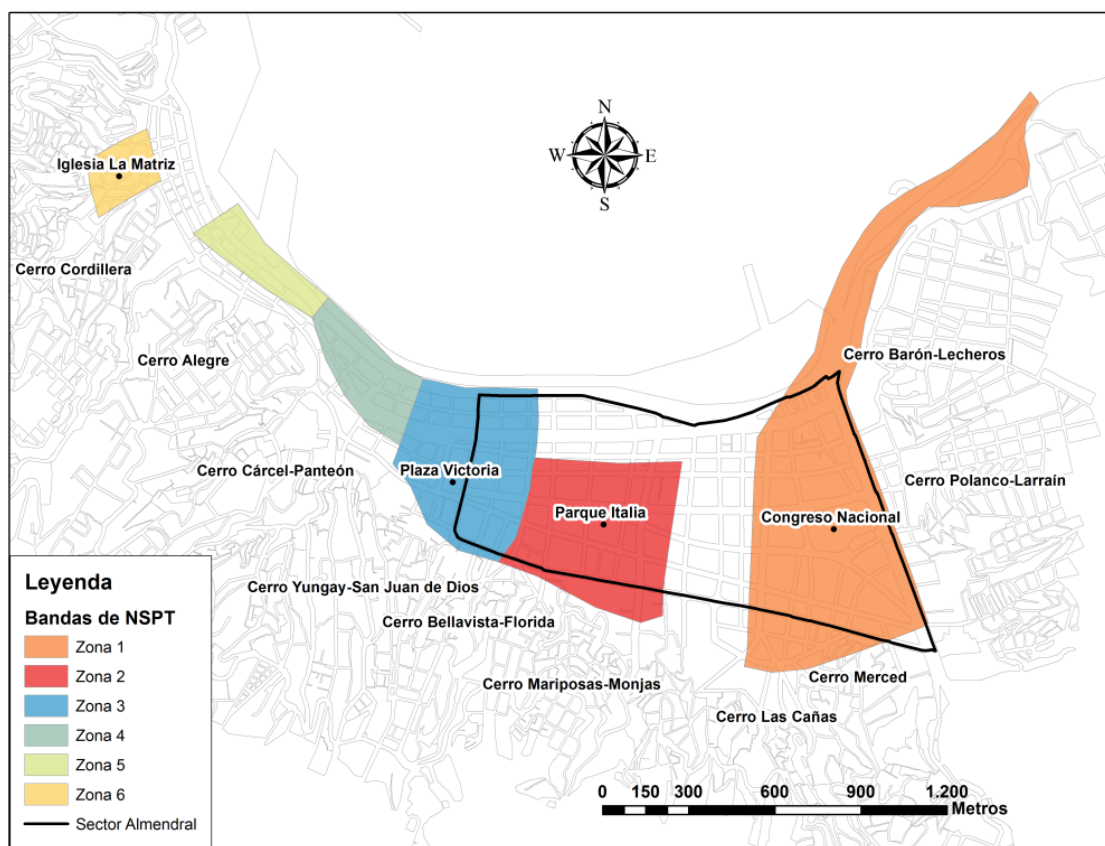 N
W E
S
Iglesia La Matriz
Cerro Cordillera
Cerro Alegre
Cerro Barón-Lecheros
Cerro Cárcel-Panteón
Plaza Victoria
Cerro Polanco-Larraín
Parque Italia
Congreso Nacional
Cerro Yungay-San Juan de Dios
Cerro Bellavista-Florida
Cerro Mariposas-Monjas
Cerro Merced
Cerro Las Cañas
Leyenda
Bandas de NSPT
Zona 1
Zona 2
Zona 3
Zona 4
Zona 5
Zona 6
Sector Almendral
0 150 300 600 900 1.200
Metros